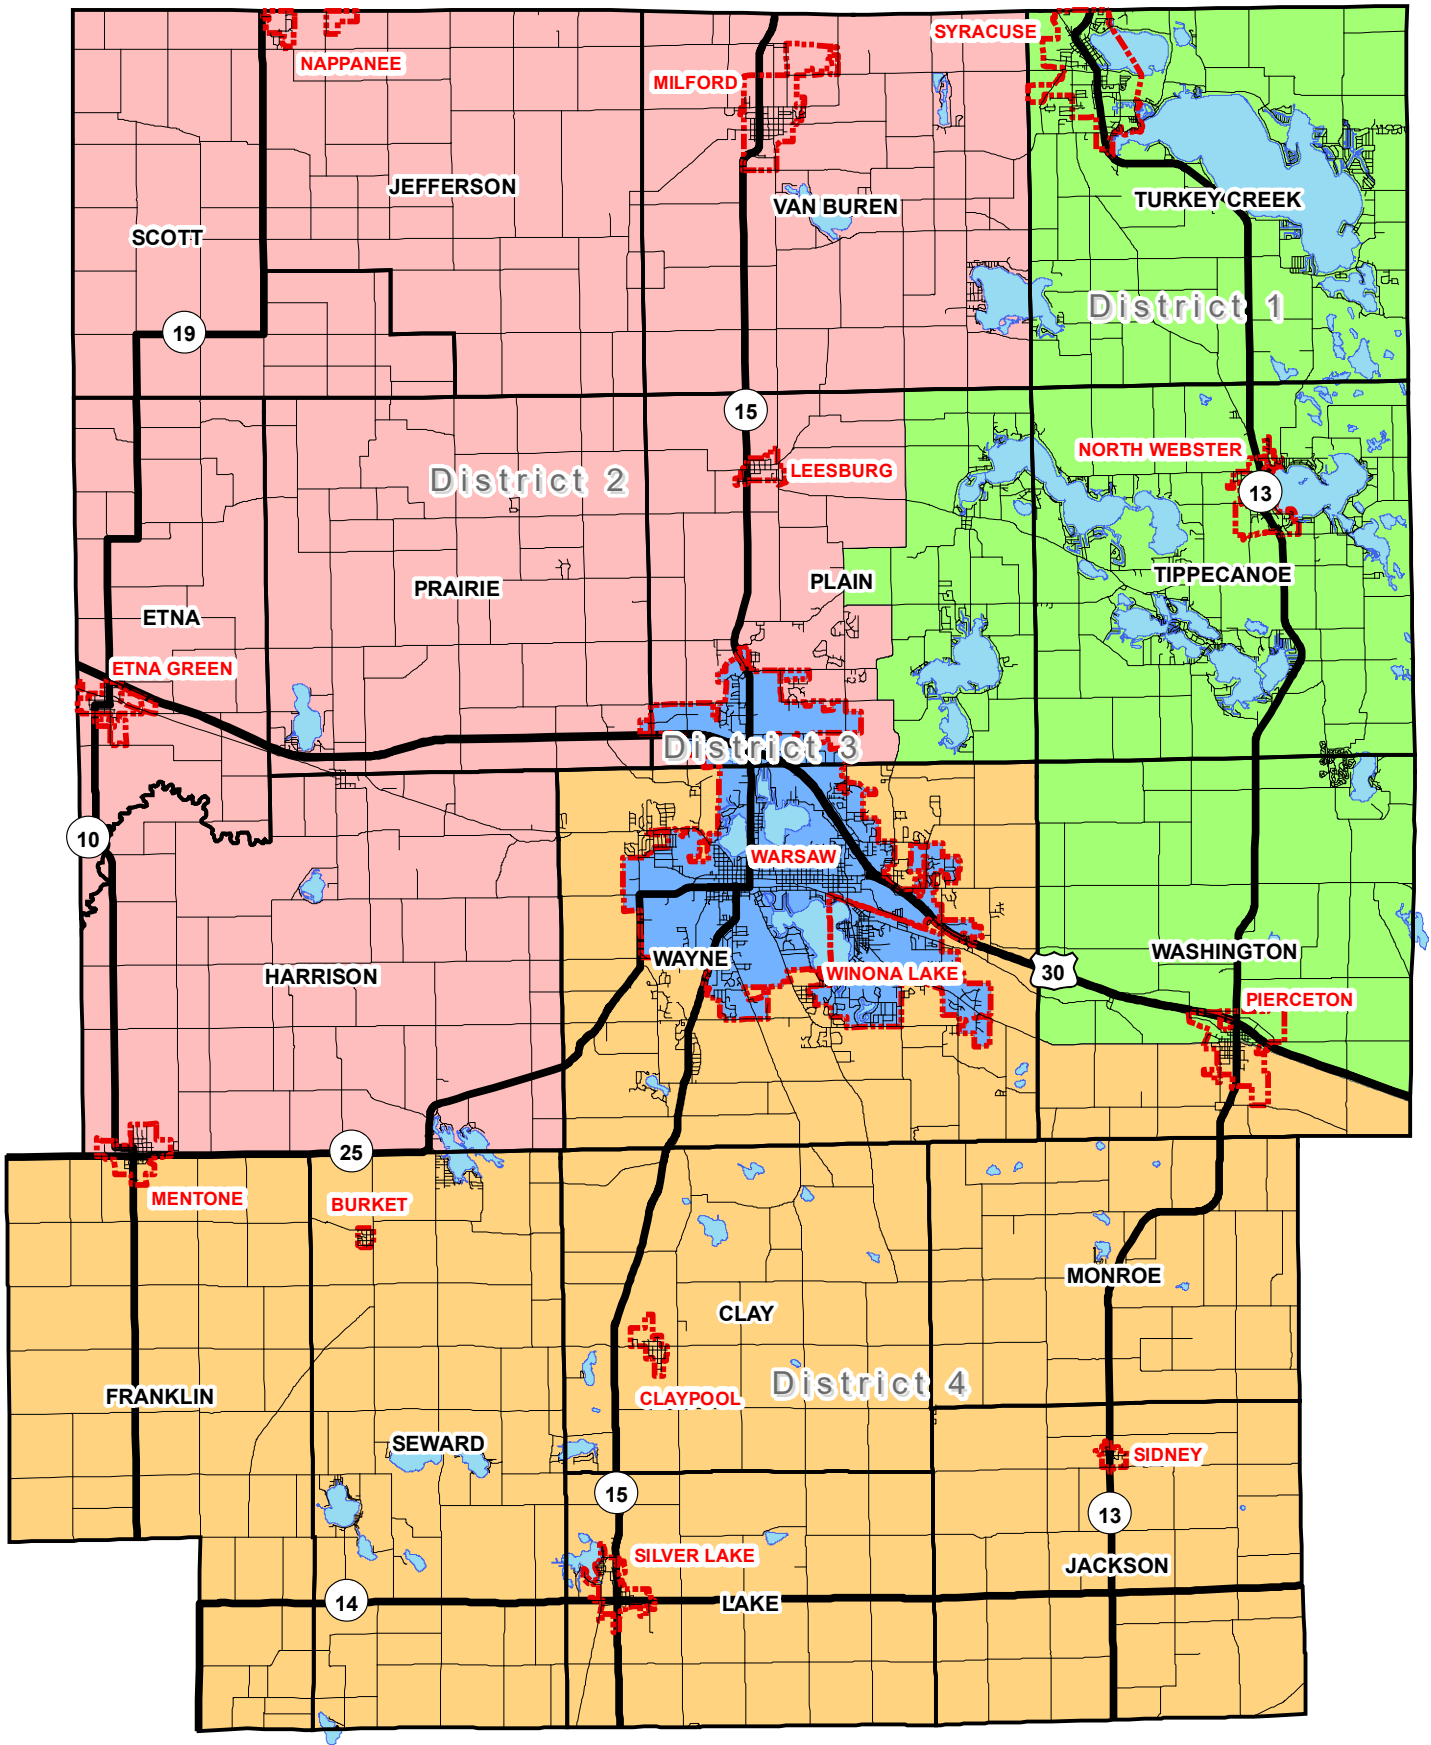 SYRACUSE
NAPPANEE
MILFORD
JEFFERSON
VAN BUREN
TURKEY CREEK
SCOTT
District 1
19
15
NORTH WEBSTER
LEESBURG
District 2
13
TIPPECANOE
PLAIN
PRAIRIE
ETNA
ETNA GREEN
District 3
10
WARSAW
WASHINGTON
WAYNE
WINONA LAKE
30
HARRISON
PIERCETON
25
MENTONE
BURKET
MONROE
CLAY
District 4
FRANKLIN
CLAYPOOL
SEWARD
SIDNEY
15
13
SILVER LAKE
JACKSON
14
LAKE